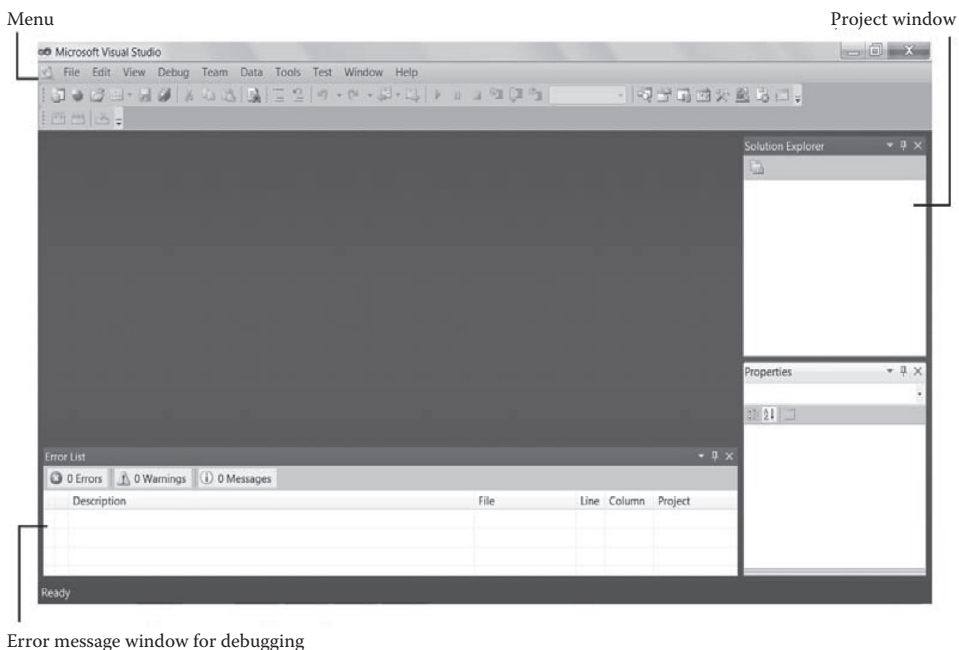 Menu
Project window
Microsoft Visual Studio
File Edit View Debug Team Data Tools Test Window Help
Solution Explorer
Properties
Error List
0 Errors 0 Warnings 0 Messages
Description File Line Column Project
Ready
Error message window for debugging